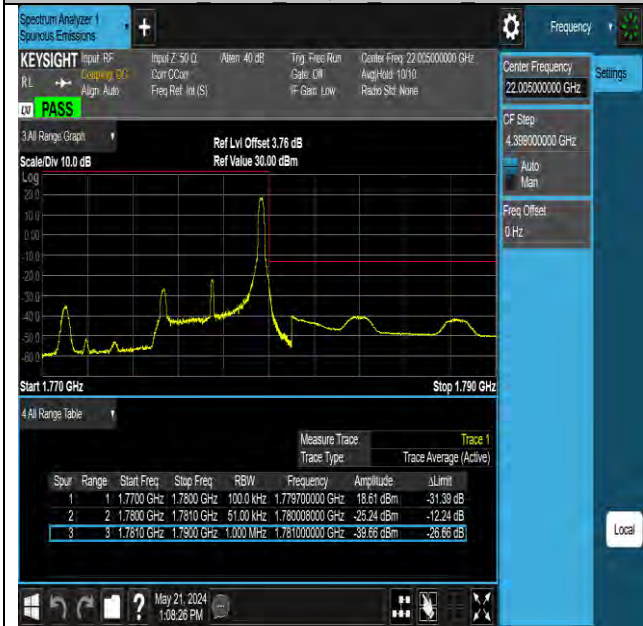 Spectrum Analyzer 1
Spurious Emissions
+
Frequency
KEYSIGHT Input: RF Input Z: 50 Ω Atten: 40 dB Trig: Free Run Center Freq: 22.005000000 GHz
RL Coupling: DC Corr CCorr Gate: Off Avg|Hold: 10/10
Align: Auto Freq Ref: Int (S) IF Gain: Low Radio Std: None
LXI PASS
3 All Range Graph
Ref Lvl Offset 3.76 dB
Scale/Div 10.0 dB Ref Value 30.00 dBm
Log
20.0
10.0
0.00
-10.0
-20.0
-30.0
-40.0
-50.0
-60.0
Start 1.770 GHz Stop 1.790 GHz
4 All Range Table
Measure Trace Trace 1
Trace Type Trace Average (Active)
Spur Range Start Freq Stop Freq RBW Frequency Amplitude ΔLimit
1 1 1.7700 GHz 1.7800 GHz 100.0 kHz 1.779700000 GHz 18.61 dBm -31.39 dB
2 2 1.7800 GHz 1.7810 GHz 51.00 kHz 1.780008000 GHz -25.24 dBm -12.24 dB
3 3 1.7810 GHz 1.7900 GHz 1.000 MHz 1.781000000 GHz -39.66 dBm -26.66 dB
May 21, 2024
1:08:26 PM
?
Center Frequency
22.005000000 GHz
Settings
CF Step
4.399000000 GHz
Auto
Man
Freq Offset
0 Hz
Local